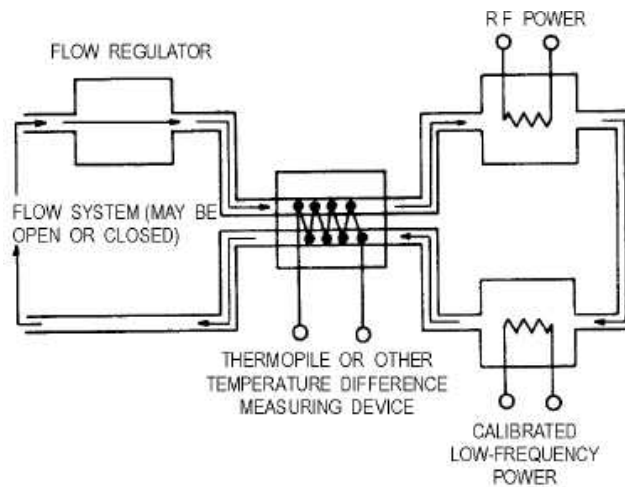 R F POWER
FLOW REGULATOR
FLOW SYSTEM (MAY BE
OPEN OR CLOSED)
THERMOPILE OR OTHER
TEMPERATURE DIFFERENCE
MEASURING DEVICE
CALIBRATED
LOW-FREQUENCY
POWER